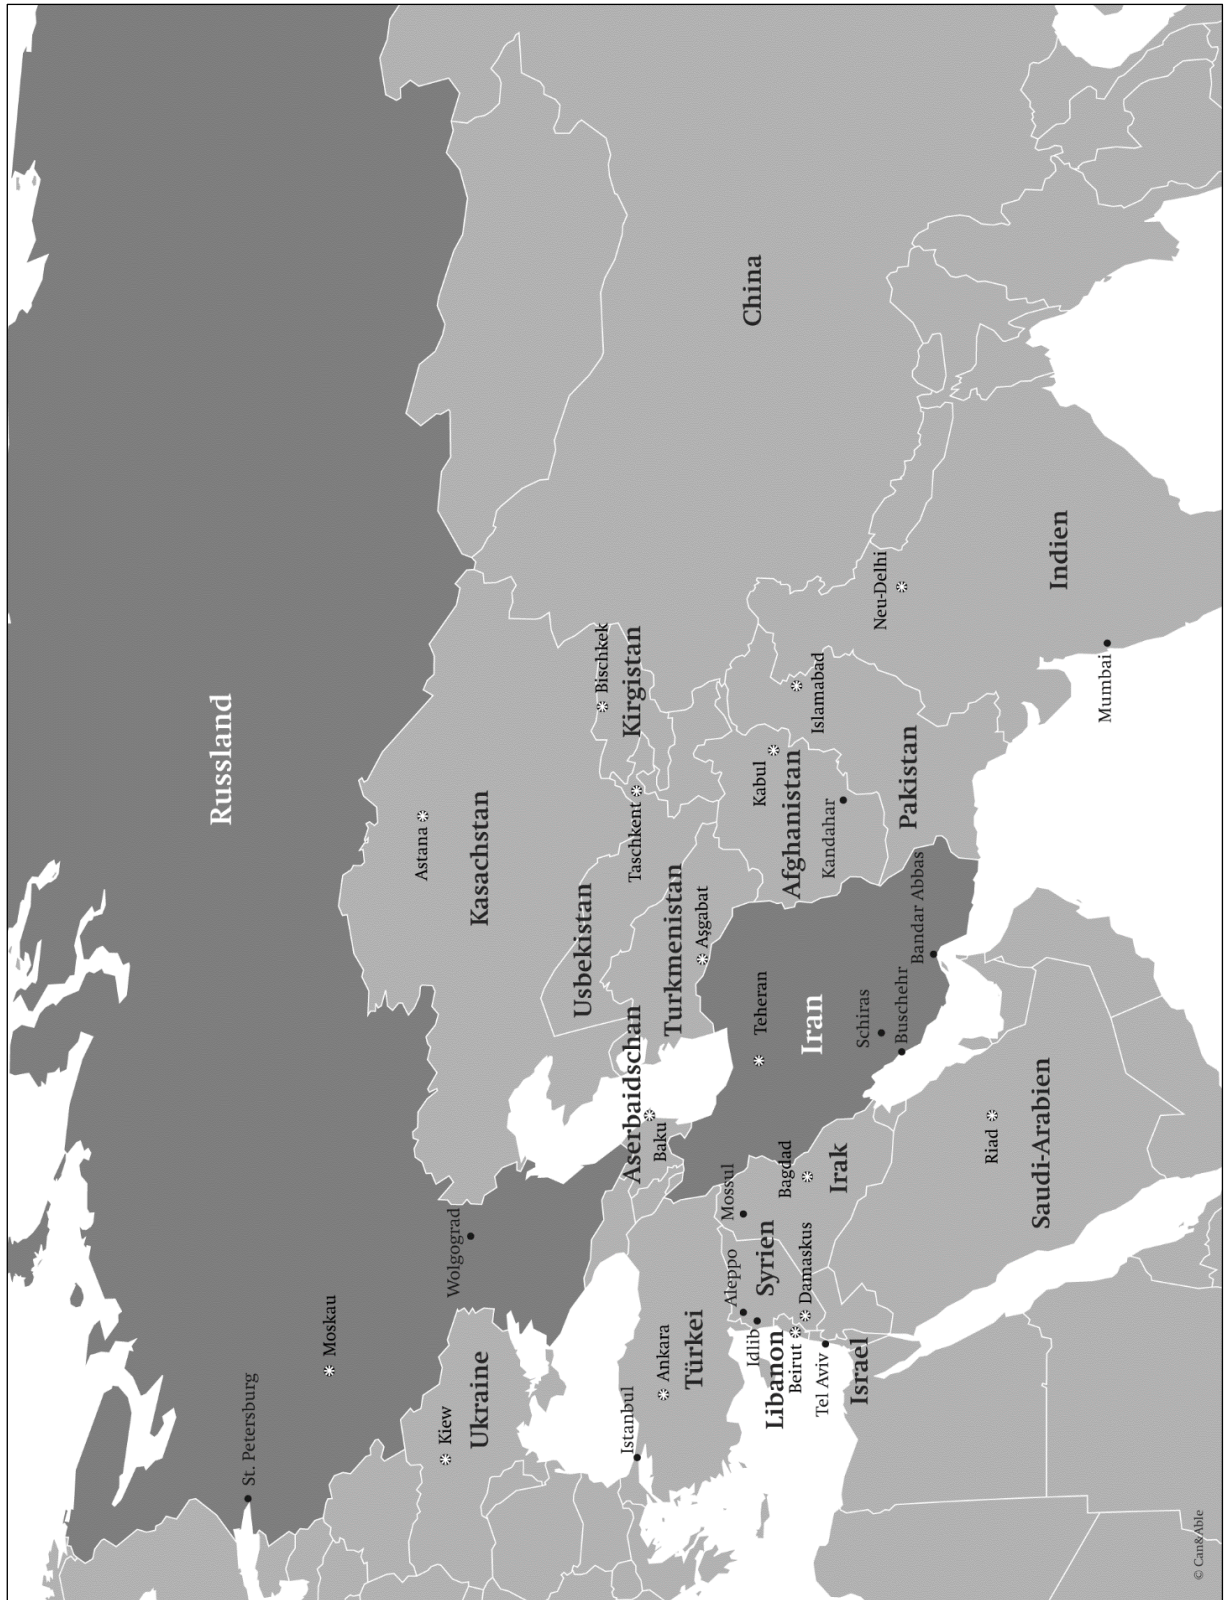 Russland
St. Petersburg
Moskau
Wolgograd
Kiew
Ukraine
Astana
Kasachstan
Bischkek
Kirgistan
Taschkent
Usbekistan
Turkmenistan
Aşgabat
Aserbaidschan
Baku
China
Istanbul
Ankara
Türkei
Mossul
Aleppo
Idlib
Syrien
Libanon
Beirut
Damaskus
Tel Aviv
Israel
Bagdad
Irak
Teheran
Iran
Schiras
Buschehr
Bandar Abbas
Kabul
Afghanistan
Kandahar
Islamabad
Pakistan
Neu-Delhi
Indien
Mumbai
Riad
Saudi-Arabien
© Can&Able